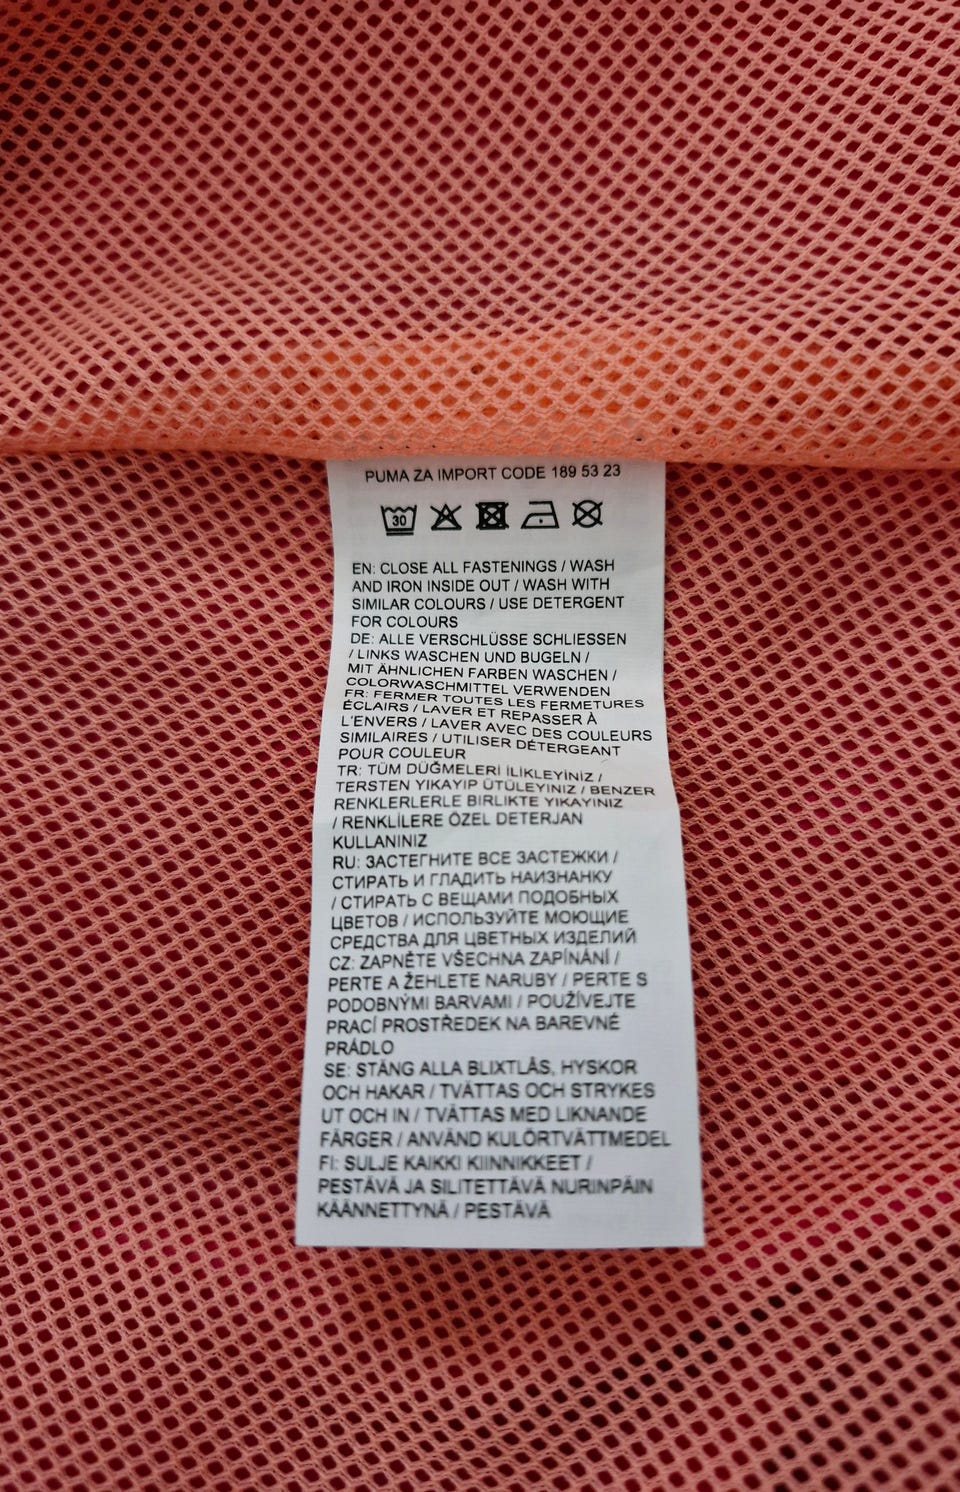 PUMA ZA IMPORT CODE 189 53 23
30
EN: CLOSE ALL FASTENINGS / WASH
AND IRON INSIDE OUT / WASH WITH
SIMILAR COLOURS / USE DETERGENT
FOR COLOURS
DE: ALLE VERSCHLÜSSE SCHLIESSEN
/ LINKS WASCHEN UND BUGELN /
MIT ÄHNLICHEN FARBEN WASCHEN /
COLORWASCHMITTEL VERWENDEN
FR: FERMER TOUTES LES FERMETURES
ÉCLAIRS / LAVER ET REPASSER À
L'ENVERS / LAVER AVEC DES COULEURS
SIMILAIRES / UTILISER DÉTERGEANT
POUR COULEUR
TR: TÜM DÜĞMELERİ İLİKLEYİNİZ /
TERSTEN YIKAYIP ÜTÜLEYINIZ / BENZER
RENKLERLERLE BIRLIKTE YIKAYINIZ
/ RENKLİLERE ÖZEL DETERJAN
KULLANINIZ
RU: ЗАСТЕГНИТЕ ВСЕ ЗАСТЕЖКИ /
СТИРАТЬ И ГЛАДИТЬ НАИЗНАНКУ
/ СТИРАТЬ С ВЕЩАМИ ПОДОБНЫХ
ЦВЕТОВ / ИСПОЛЬЗУЙТЕ МОЮЩИЕ
СРЕДСТВА ДЛЯ ЦВЕТНЫХ ИЗДЕЛИЙ
CZ: ZAPNĚTE VŠECHNA ZAPÍNÁNÍ /
PERTE A ŽEHLETE NARUBY / PERTE S
PODOBNÝMI BARVAMI / POUŽÍVEJTE
PRACÍ PROSTŘEDEK NA BAREVNÉ
PRÁDLO
SE: STÄNG ALLA BLIXTLÅS, HYSKOR
OCH HAKAR / TVÄTTAS OCH STRYKES
UT OCH IN / TVÄTTAS MED LIKNANDE
FÄRGER / ANVÄND KULÖRTVÄTTMEDEL
FI: SULJE KAIKKI KIINNIKKEET /
PESTÄVÄ JA SILITETTÄVÄ NURINPÄIN
KÄÄNNETTYNÄ / PESTÄVÄ